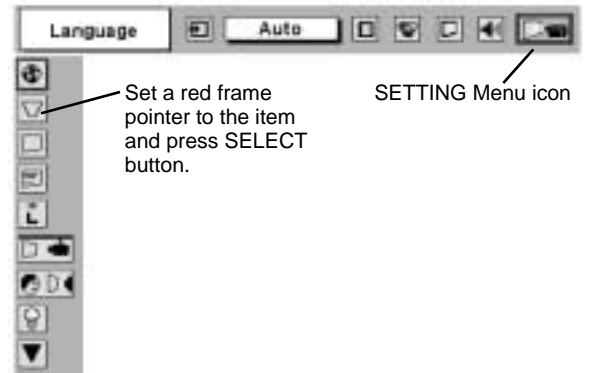 Language
Auto
Set a red frame
pointer to the item
and press SELECT
button.
SETTING Menu icon